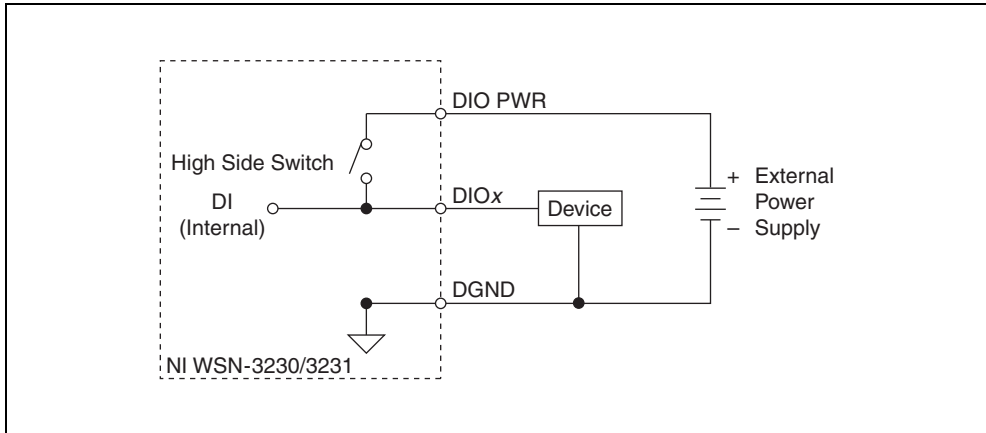 DIO PWR
High Side Switch
DI
(Internal)
DIOx
Device
+ External
Power
– Supply
DGND
NI WSN-3230/3231